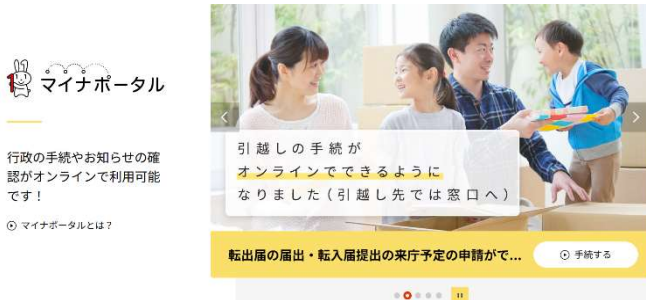 マイナポータル
行政の手続やお知らせの確
認がオンラインで利用可能
です！
マイナポータルとは？
引越しの手続が
オンラインでできるように
なりました（引越し先では窓口へ）
転出届の届出・転入届提出の来庁予定の申請がで...
手続する